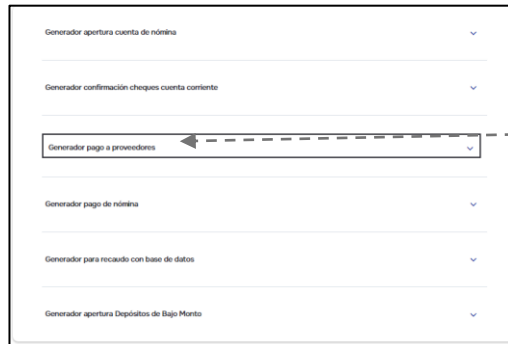 Generador apertura cuenta de nómina
Generador confirmación cheques cuenta corriente
Generador pago a proveedores
Generador pago de nómina
Generador para recaudo con base de datos
Generador apertura Depósitos de Bajo Monto